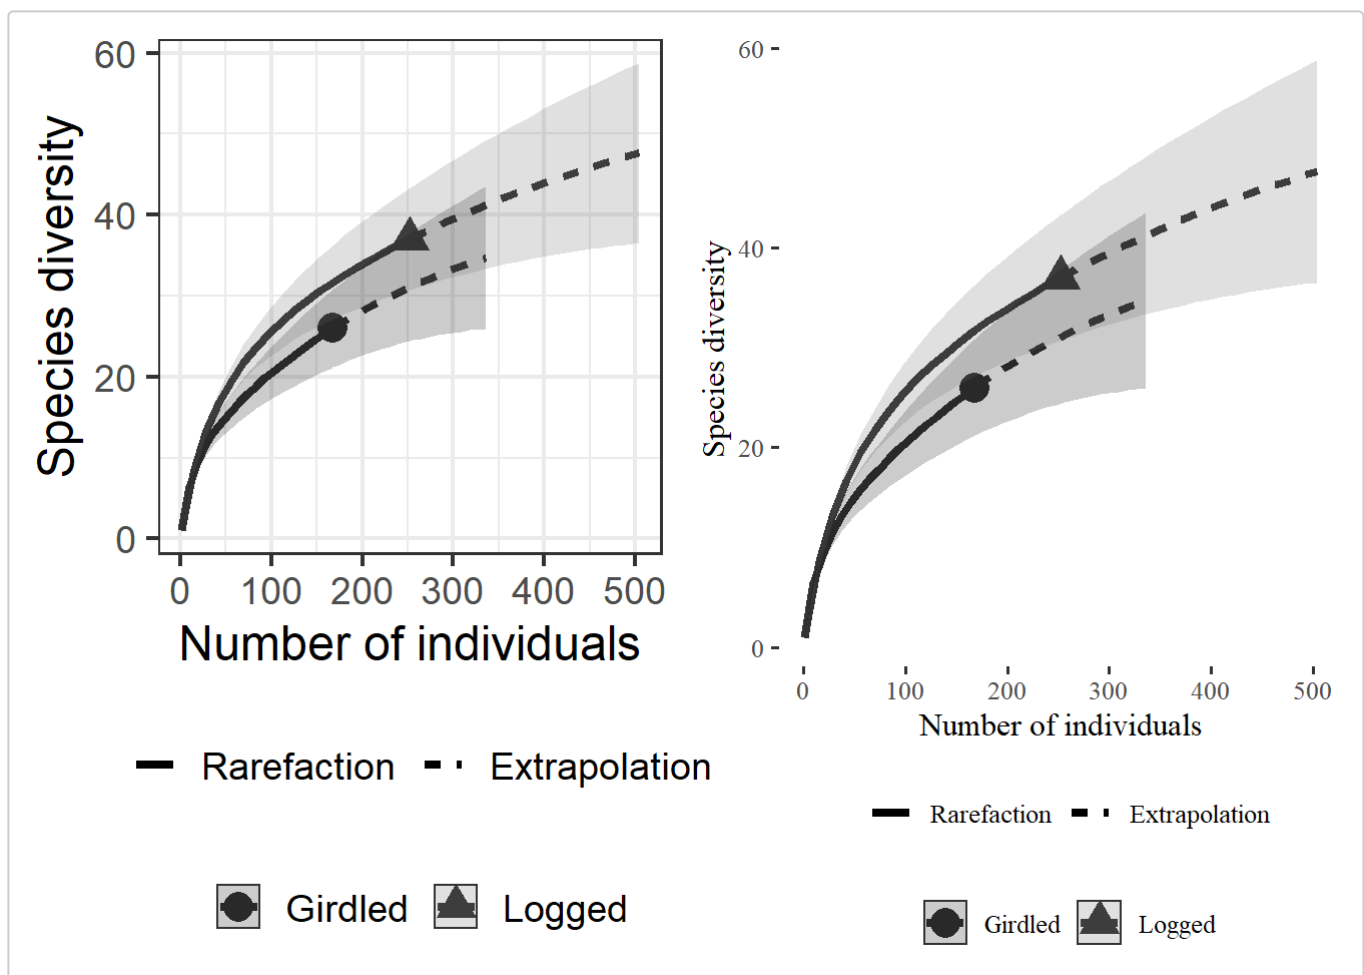 60
40
20
0
Species diversity
0 100 200 300 400 500
Number of individuals
Rarefaction Extrapolation
Girdled Logged
60
40
20
0
Species diversity
0 100 200 300 400 500
Number of individuals
Rarefaction Extrapolation
Girdled Logged